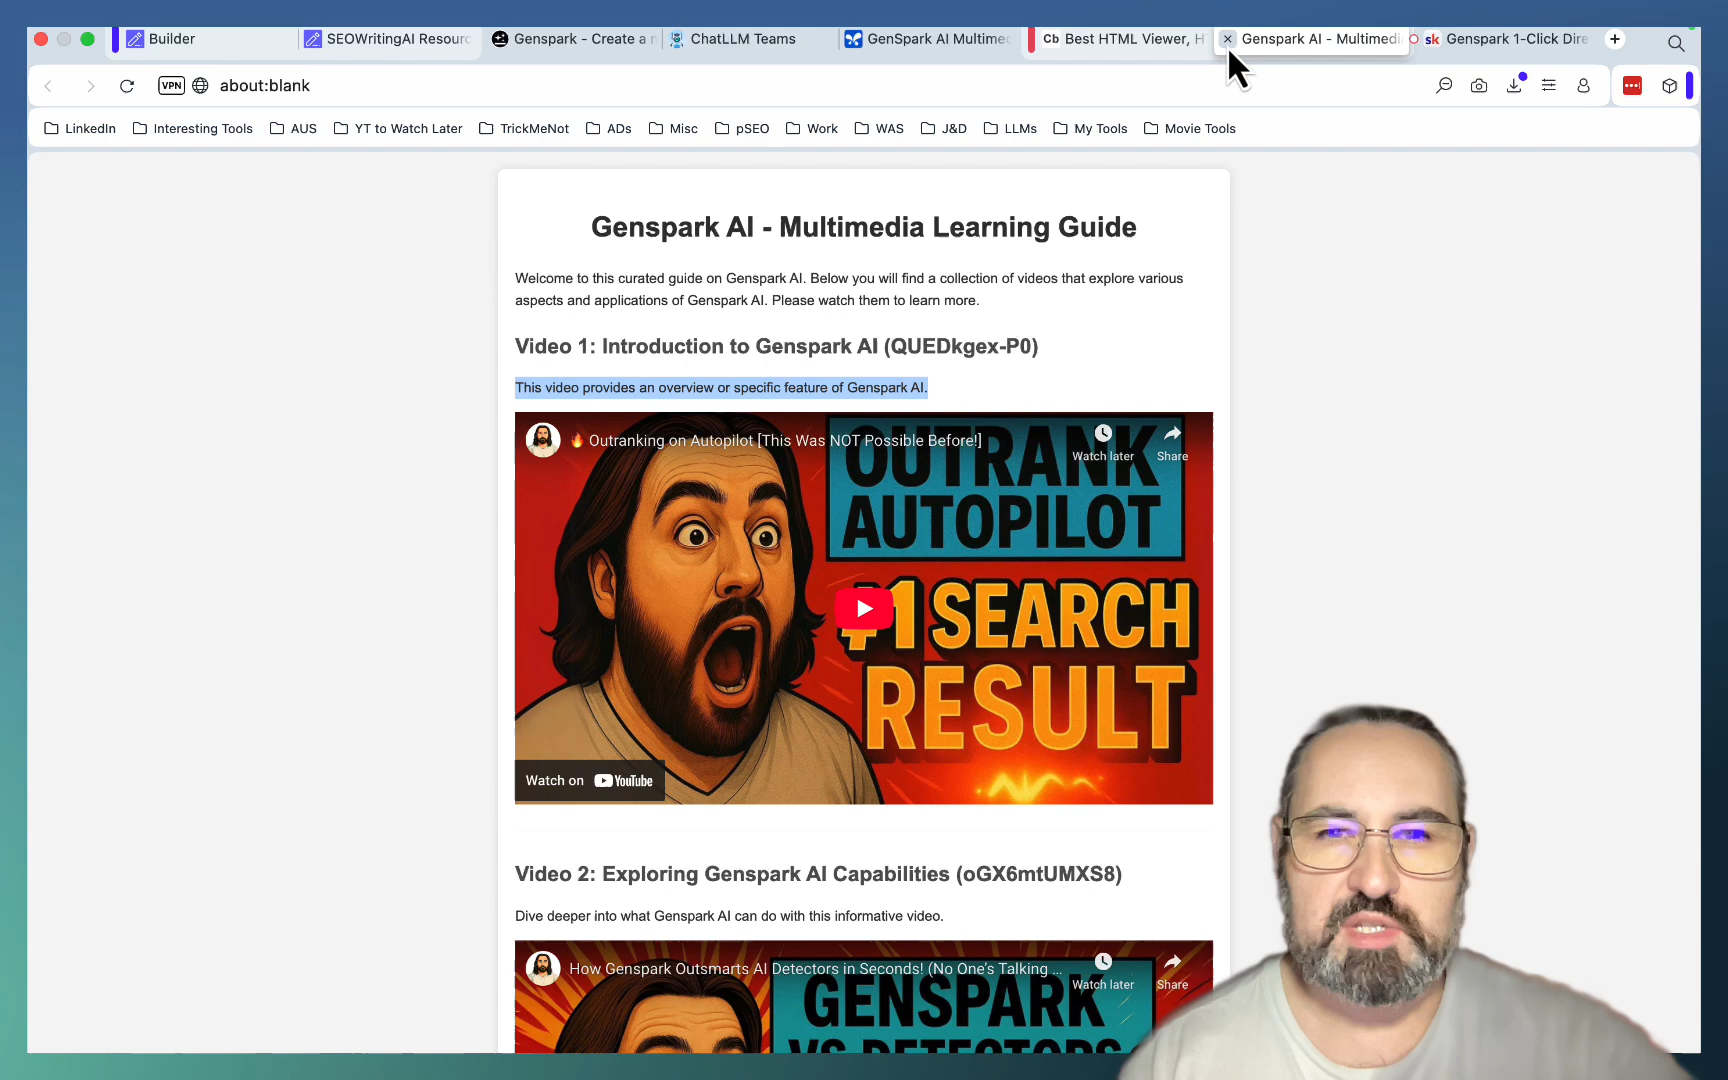 Builder
SEOWritingAI Resourc
Genspark - Create a n
ChatLLM Teams
GenSpark AI Multime
Cb Best HTML Viewer, H
Genspark AI - Multimedi
sk Genspark 1-Click Dire
VPN about:blank
LinkedIn
Interesting Tools
AUS
YT to Watch Later
TrickMeNot
ADs
Misc
pSEO
Work
WAS
J&D
LLMs
My Tools
Movie Tools
Genspark AI - Multimedia Learning Guide
Welcome to this curated guide on Genspark AI. Below you will find a collection of videos that explore various
aspects and applications of Genspark AI. Please watch them to learn more.
Video 1: Introduction to Genspark AI (QUEDkgex-P0)
This video provides an overview or specific feature of Genspark AI.
🔥 Outranking on Autopilot [This Was NOT Possible Before!]
Watch later
Share
OUTRANK
AUTOPILOT
#1 SEARCH
RESULT
Watch on YouTube
Video 2: Exploring Genspark AI Capabilities (oGX6mtUMXS8)
Dive deeper into what Genspark AI can do with this informative video.
How Genspark Outsmarts AI Detectors in Seconds! (No One's Talking ...
Watch later
Share
GENSPARK
VS DETECTORS